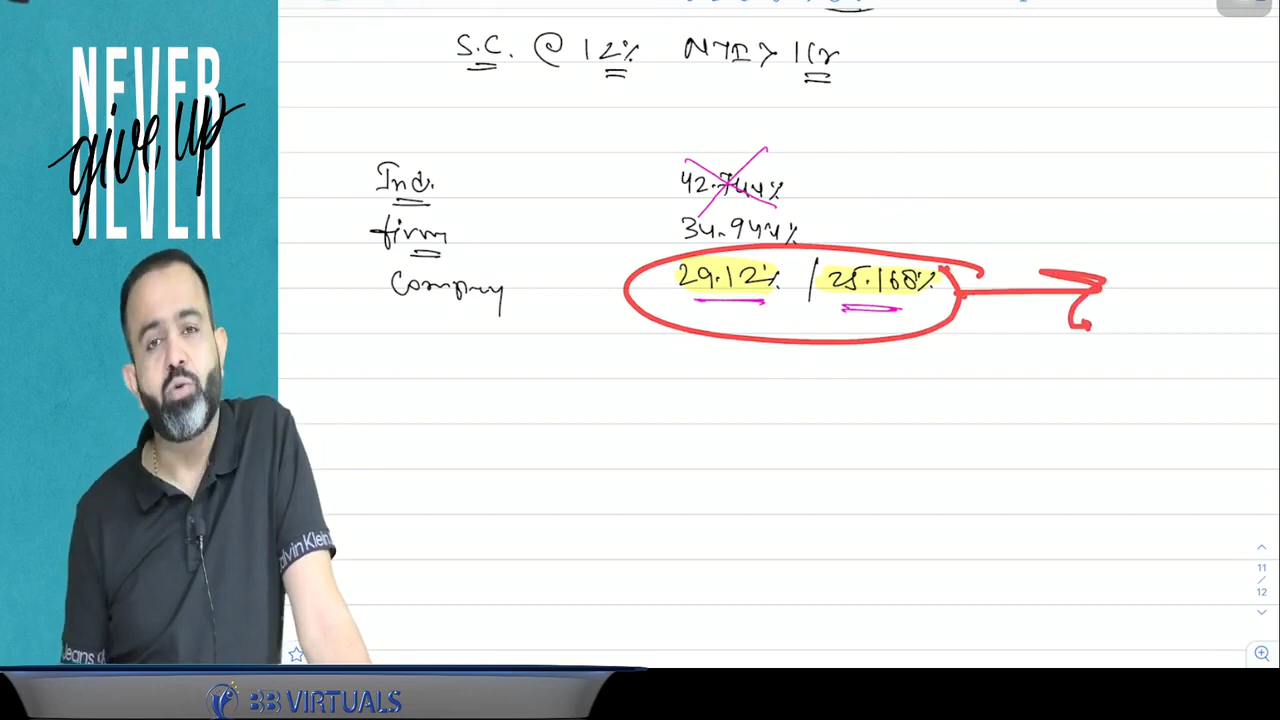 S.C. @ 12% NTI > 1Cr
NEVER
give up
NEVER
Ind. 42.744%
firm 34.944%
Company 29.12% / 25.168%
Calvin Klein
Jeans
11
/
12
BB VIRTUALS